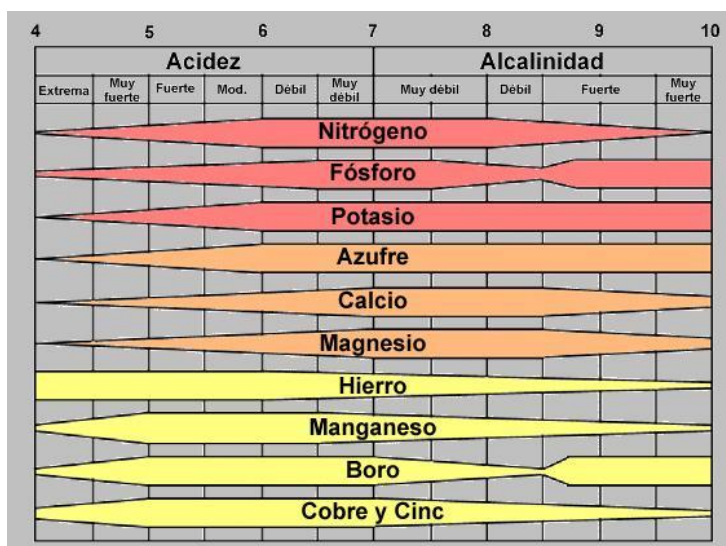 4 5 6 7 8 9 10
Acidez Alcalinidad
Extrema Muy fuerte Fuerte Mod. Débil Muy débil Muy débil Débil Fuerte Muy fuerte
Nitrógeno
Fósforo
Potasio
Azufre
Calcio
Magnesio
Hierro
Manganeso
Boro
Cobre y Cinc